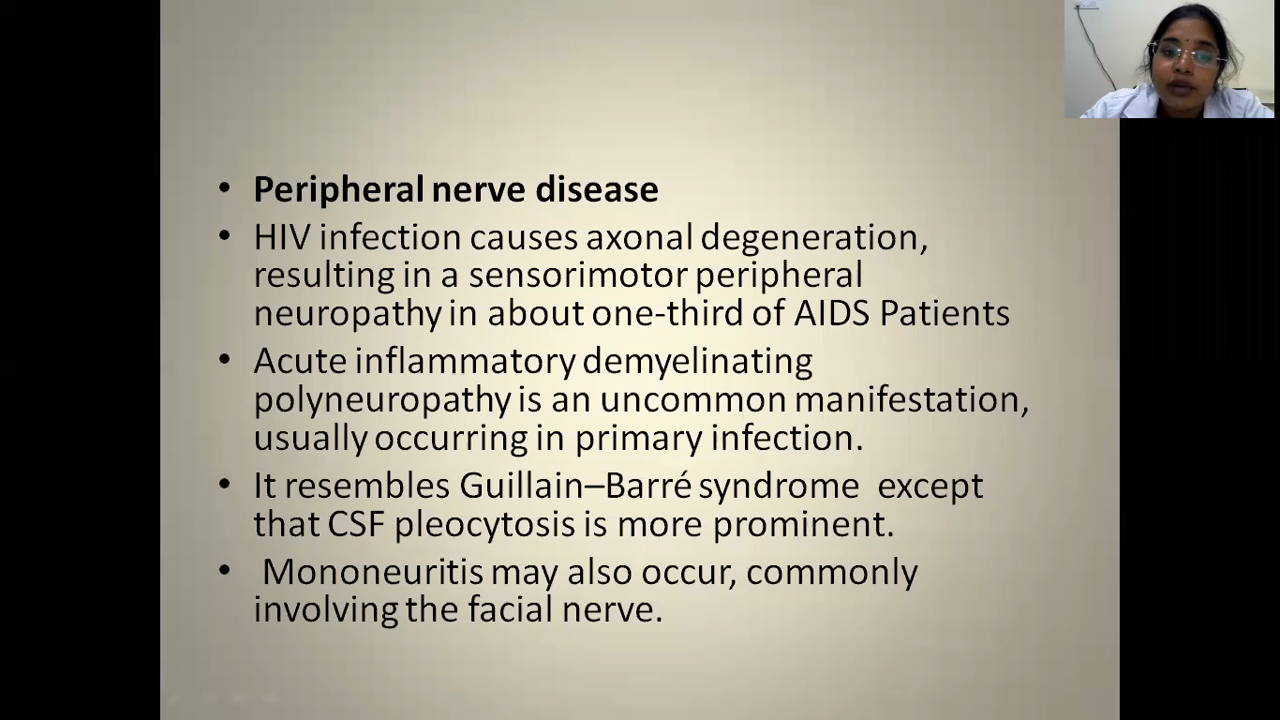 • Peripheral nerve disease
• HIV infection causes axonal degeneration,
resulting in a sensorimotor peripheral
neuropathy in about one-third of AIDS Patients
• Acute inflammatory demyelinating
polyneuropathy is an uncommon manifestation,
usually occurring in primary infection.
• It resembles Guillain–Barré syndrome except
that CSF pleocytosis is more prominent.
• Mononeuritis may also occur, commonly
involving the facial nerve.